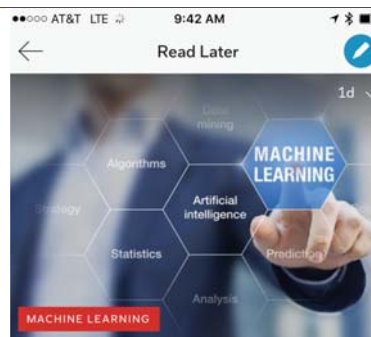 ●●○○○ AT&T LTE 9:42 AM
Read Later
1d
Data
mining
Algorithms
MACHINE
LEARNING
Strategy
Artificial
intelligence
Statistics
Prediction
Analysis
MACHINE LEARNING